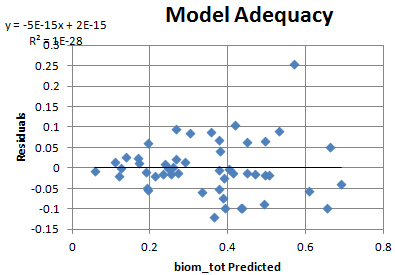 Model Adequacy
y = -5E-15x + 2E-15
R² = 1E-28
0.3
0.25
0.2
0.15
0.1
0.05
0
-0.05
-0.1
-0.15
Residuals
0 0.2 0.4 0.6 0.8
biom_tot Predicted